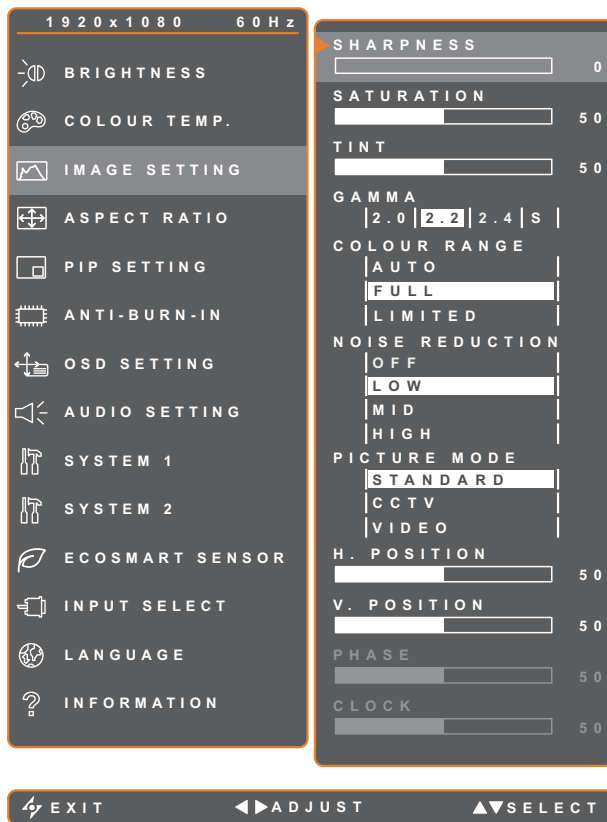 1920x1080 60Hz
BRIGHTNESS
COLOUR TEMP.
IMAGE SETTING
ASPECT RATIO
PIP SETTING
ANTI-BURN-IN
OSD SETTING
AUDIO SETTING
SYSTEM 1
SYSTEM 2
ECOSMART SENSOR
INPUT SELECT
LANGUAGE
INFORMATION
SHARPNESS
0
SATURATION
50
TINT
50
GAMMA
2.0 2.2 2.4 S
COLOUR RANGE
AUTO
FULL
LIMITED
NOISE REDUCTION
OFF
LOW
MID
HIGH
PICTURE MODE
STANDARD
CCTV
VIDEO
H. POSITION
50
V. POSITION
50
PHASE
50
CLOCK
50
EXIT ADJUST SELECT